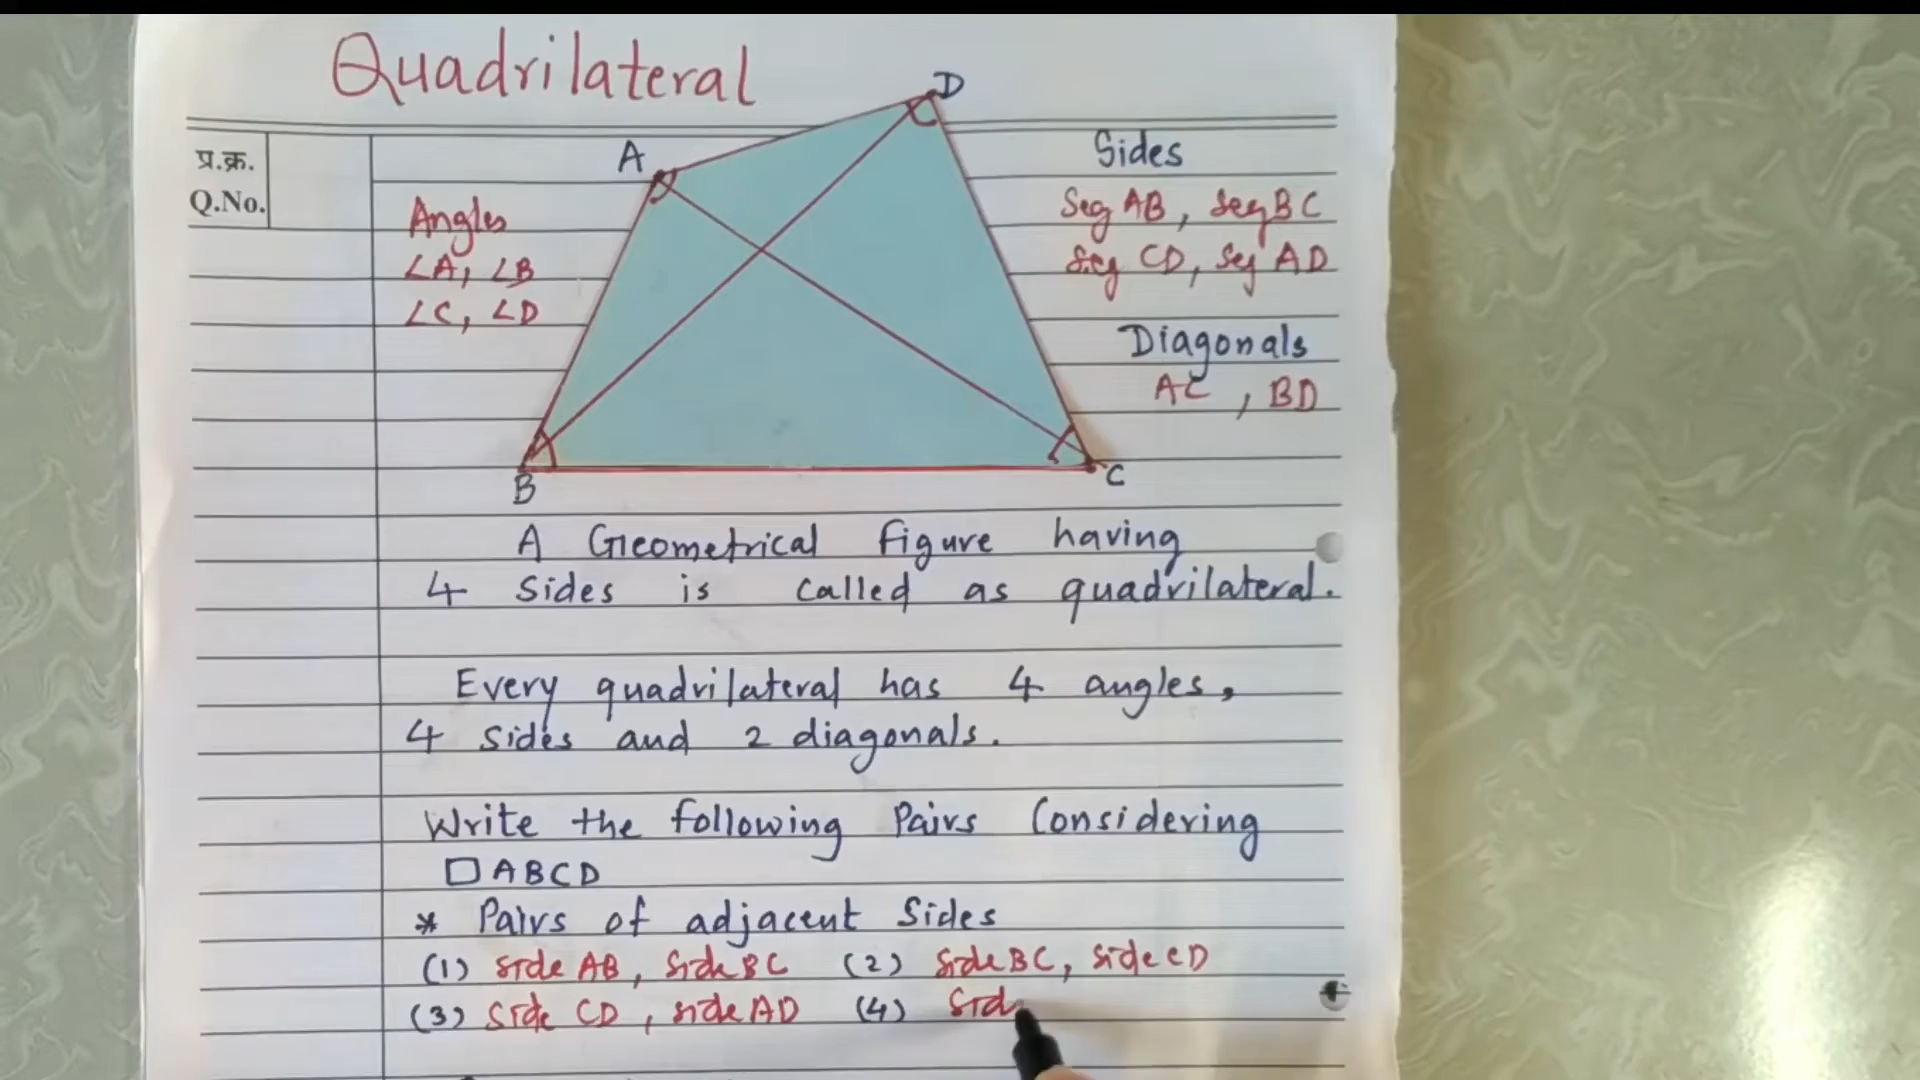 Quadrilateral
प्र.क्र.
Q.No.
A
D
B
C
Angles
∠A, ∠B
∠C, ∠D
Sides
Seg AB, Seg BC
Seg CD, Seg AD
Diagonals
AC , BD
A Geometrical figure having
4 sides is called as quadrilateral.
Every quadrilateral has 4 angles,
4 sides and 2 diagonals.
Write the following Pairs Considering
□ABCD
* Pairs of adjacent Sides
(1) side AB, side BC (2) side BC, side CD
(3) Side CD, side AD (4) Sid